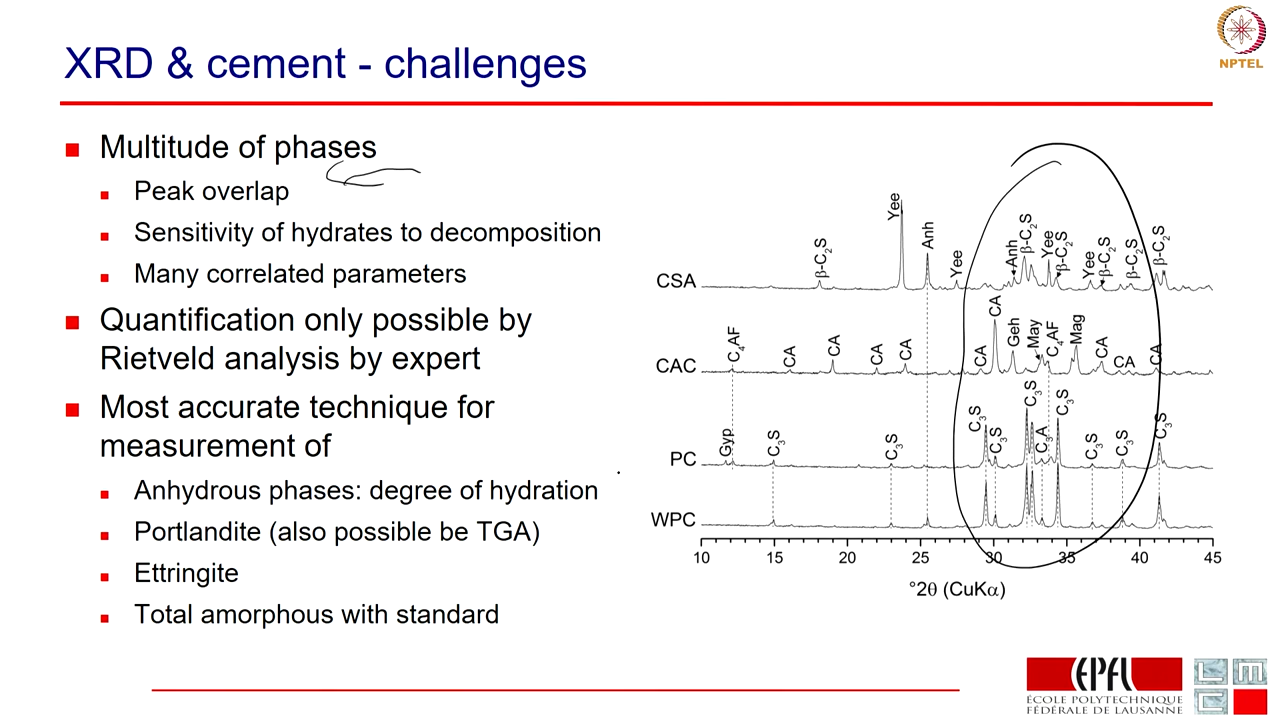 XRD & cement - challenges
NPTEL
Multitude of phases
Peak overlap
Sensitivity of hydrates to decomposition
Many correlated parameters
Quantification only possible by
Rietveld analysis by expert
Most accurate technique for
measurement of
Anhydrous phases: degree of hydration
Portlandite (also possible be TGA)
Ettringite
Total amorphous with standard
CSA
β-C₂S
Yee
Anh
Yee
Anh
β-C₂S
Yee
β-C₂S
Yee
β-C₂S
β-C₂S
β-C₂S
CAC
C₄AF
CA
CA
CA
CA
CA
CA
Geh
May
C₄AF
Mag
CA
CA
CA
PC
Gyp
C₃S
C₃S
C₃S
C₃S
C₃S
C₃A
C₃S
C₃S
C₃S
C₃S
WPC
10 15 20 25 30 35 40 45
°2θ (CuKα)
EPFL
ÉCOLE POLYTECHNIQUE
FÉDÉRALE DE LAUSANNE
L M
C